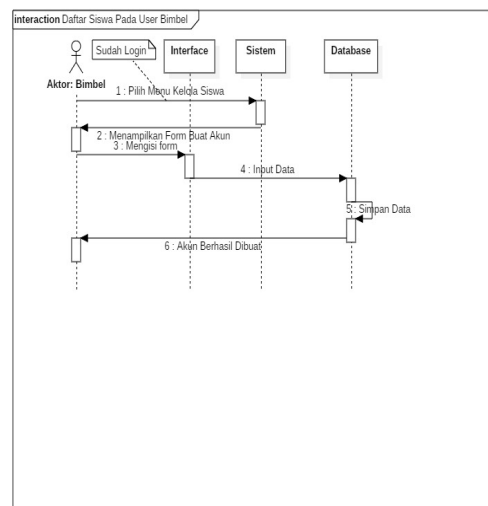 interaction Daftar Siswa Pada User Bimbel
Sudah Login
Interface
Sistem
Database
Aktor: Bimbel
1 : Pilih Menu Kelola Siswa
2 : Menampilkan Form Buat Akun
3 : Mengisi form
4 : Input Data
5 : Simpan Data
6 : Akun Berhasil Dibuat